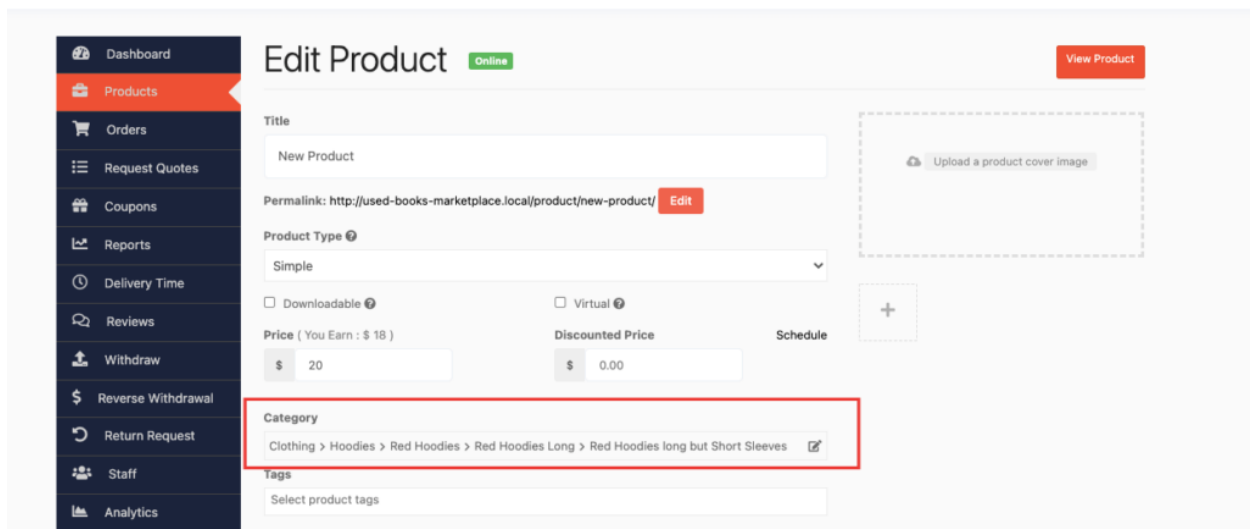 Dashboard
Products
Orders
Request Quotes
Coupons
Reports
Delivery Time
Reviews
Withdraw
Reverse Withdrawal
Return Request
Staff
Analytics
Edit Product Online
View Product
Title
New Product
Permalink: http://used-books-marketplace.local/product/new-product/ Edit
Product Type
Simple
Downloadable
Virtual
Price ( You Earn : $ 18 )
$ 20
Discounted Price Schedule
$ 0.00
Category
Clothing > Hoodies > Red Hoodies > Red Hoodies Long > Red Hoodies long but Short Sleeves
Tags
Select product tags
Upload a product cover image
+